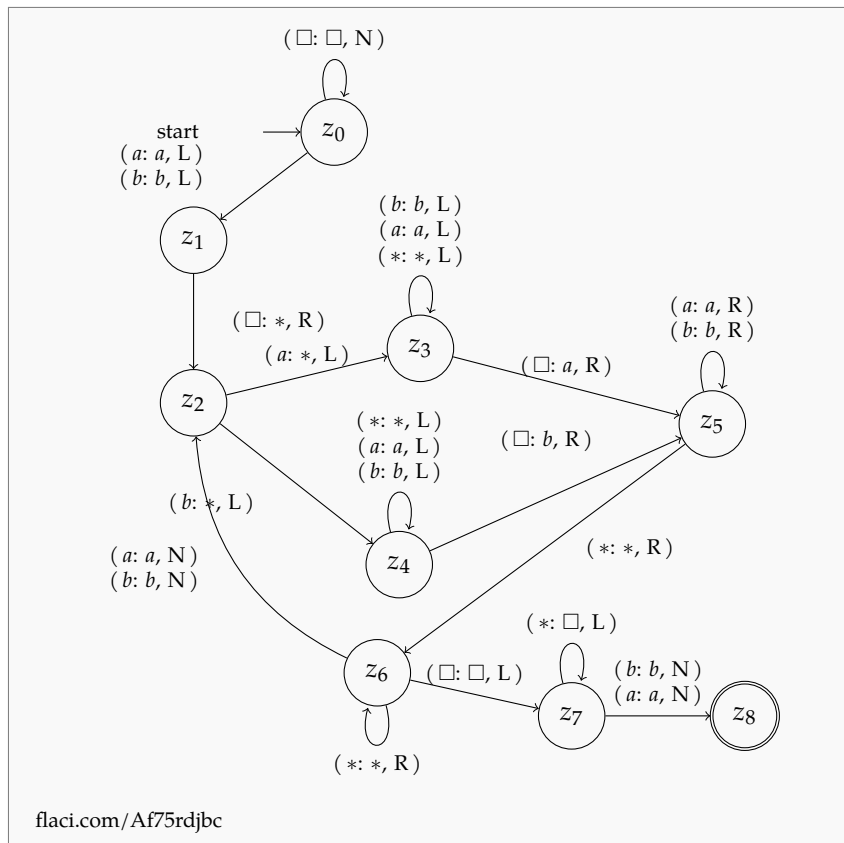 (□: □, N)
z0
start
(a: a, L)
(b: b, L)
z1
(b: b, L)
(a: a, L)
(*: *, L)
(□: *, R)
(a: *, L)
z3
(□: a, R)
(a: a, R)
(b: b, R)
z2
z5
(*: *, L)
(a: a, L)
(b: b, L)
(□: b, R)
(b: *, L)
(a: a, N)
(b: b, N)
z4
(*: *, R)
z6
(□: □, L)
(*: □, L)
z7
(b: b, N)
(a: a, N)
z8
(*: *, R)
flaci.com/Af75rdjbc